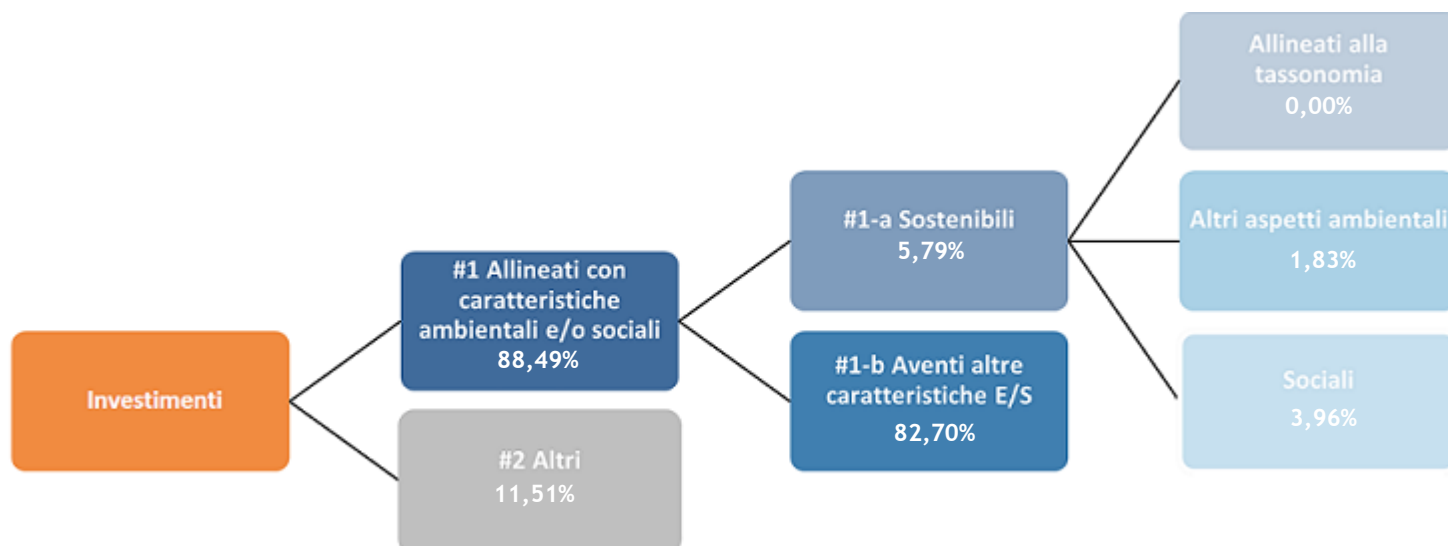 Investimenti
#1 Allineati con
caratteristiche
ambientali e/o sociali
88,49%
#2 Altri
11,51%
#1-a Sostenibili
5,79%
#1-b Aventi altre
caratteristiche E/S
82,70%
Allineati alla
tassonomia
0,00%
Altri aspetti ambientali
1,83%
Sociali
3,96%